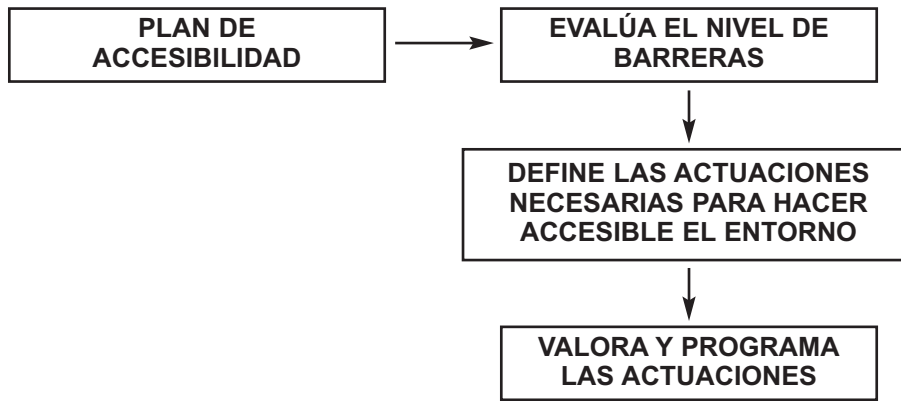 PLAN DE
ACCESIBILIDAD
EVALÚA EL NIVEL DE
BARRERAS
DEFINE LAS ACTUACIONES
NECESARIAS PARA HACER
ACCESIBLE EL ENTORNO
VALORA Y PROGRAMA
LAS ACTUACIONES